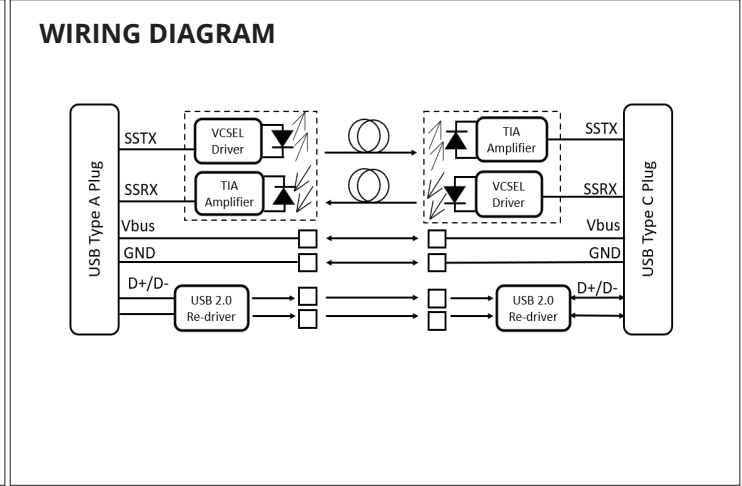 WIRING DIAGRAM
USB Type A Plug
SSTX
VCSEL
Driver
SSRX
TIA
Amplifier
Vbus
GND
D+/D-
USB 2.0
Re-driver
TIA
Amplifier
SSTX
VCSEL
Driver
SSRX
Vbus
GND
D+/D-
USB 2.0
Re-driver
USB Type C Plug